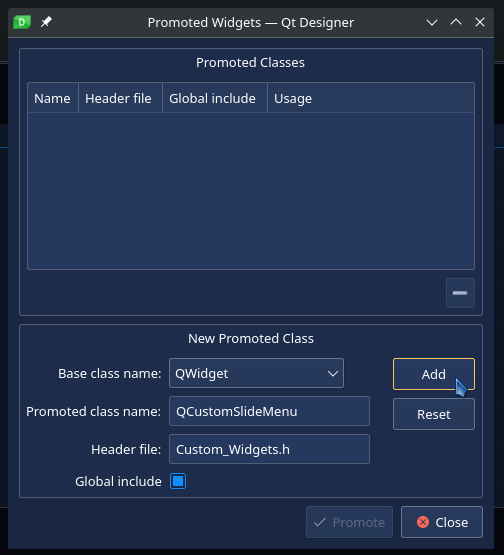 Promoted Widgets — Qt Designer
Promoted Classes
Name Header file Global include Usage
New Promoted Class
Base class name: QWidget Add
Promoted class name: QCustomSlideMenu Reset
Header file: Custom_Widgets.h
Global include
Promote Close